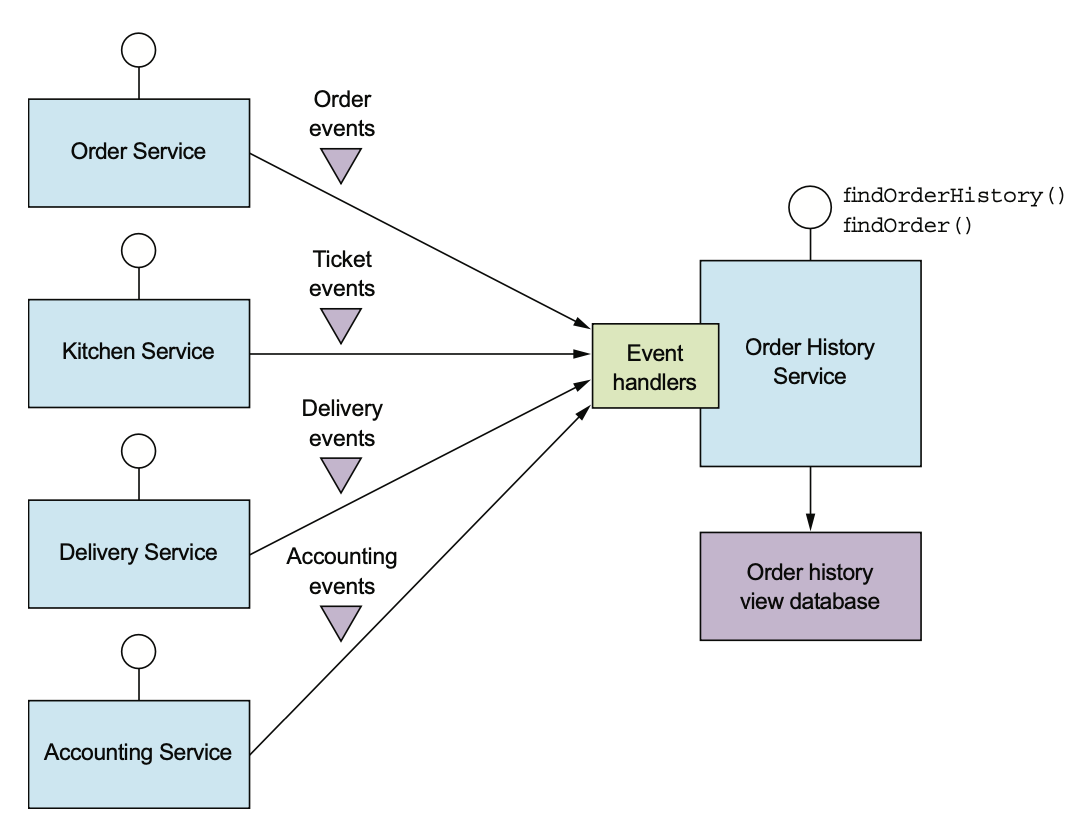 Order Service
Order
events
Kitchen Service
Ticket
events
Delivery Service
Delivery
events
Accounting Service
Accounting
events
Event
handlers
findOrderHistory()
findOrder()
Order History
Service
Order history
view database